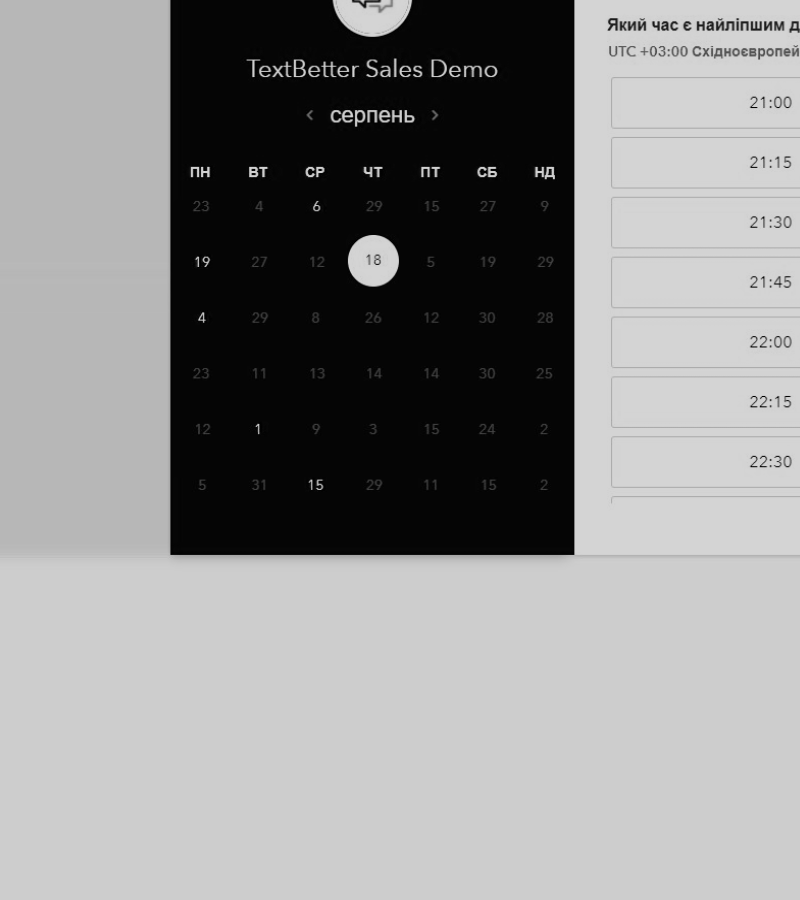 TextBetter Sales Demo
‹ серпень ›
ПН ВТ СР ЧТ ПТ СБ НД
23 4 6 29 15 27 9
19 27 12 18 5 19 29
4 29 8 26 12 30 28
23 11 13 14 14 30 25
12 1 9 3 15 24 2
5 31 15 29 11 15 2
Який час є найліпшим
UTC +03:00
21:00
21:15
21:30
21:45
22:00
22:15
22:30